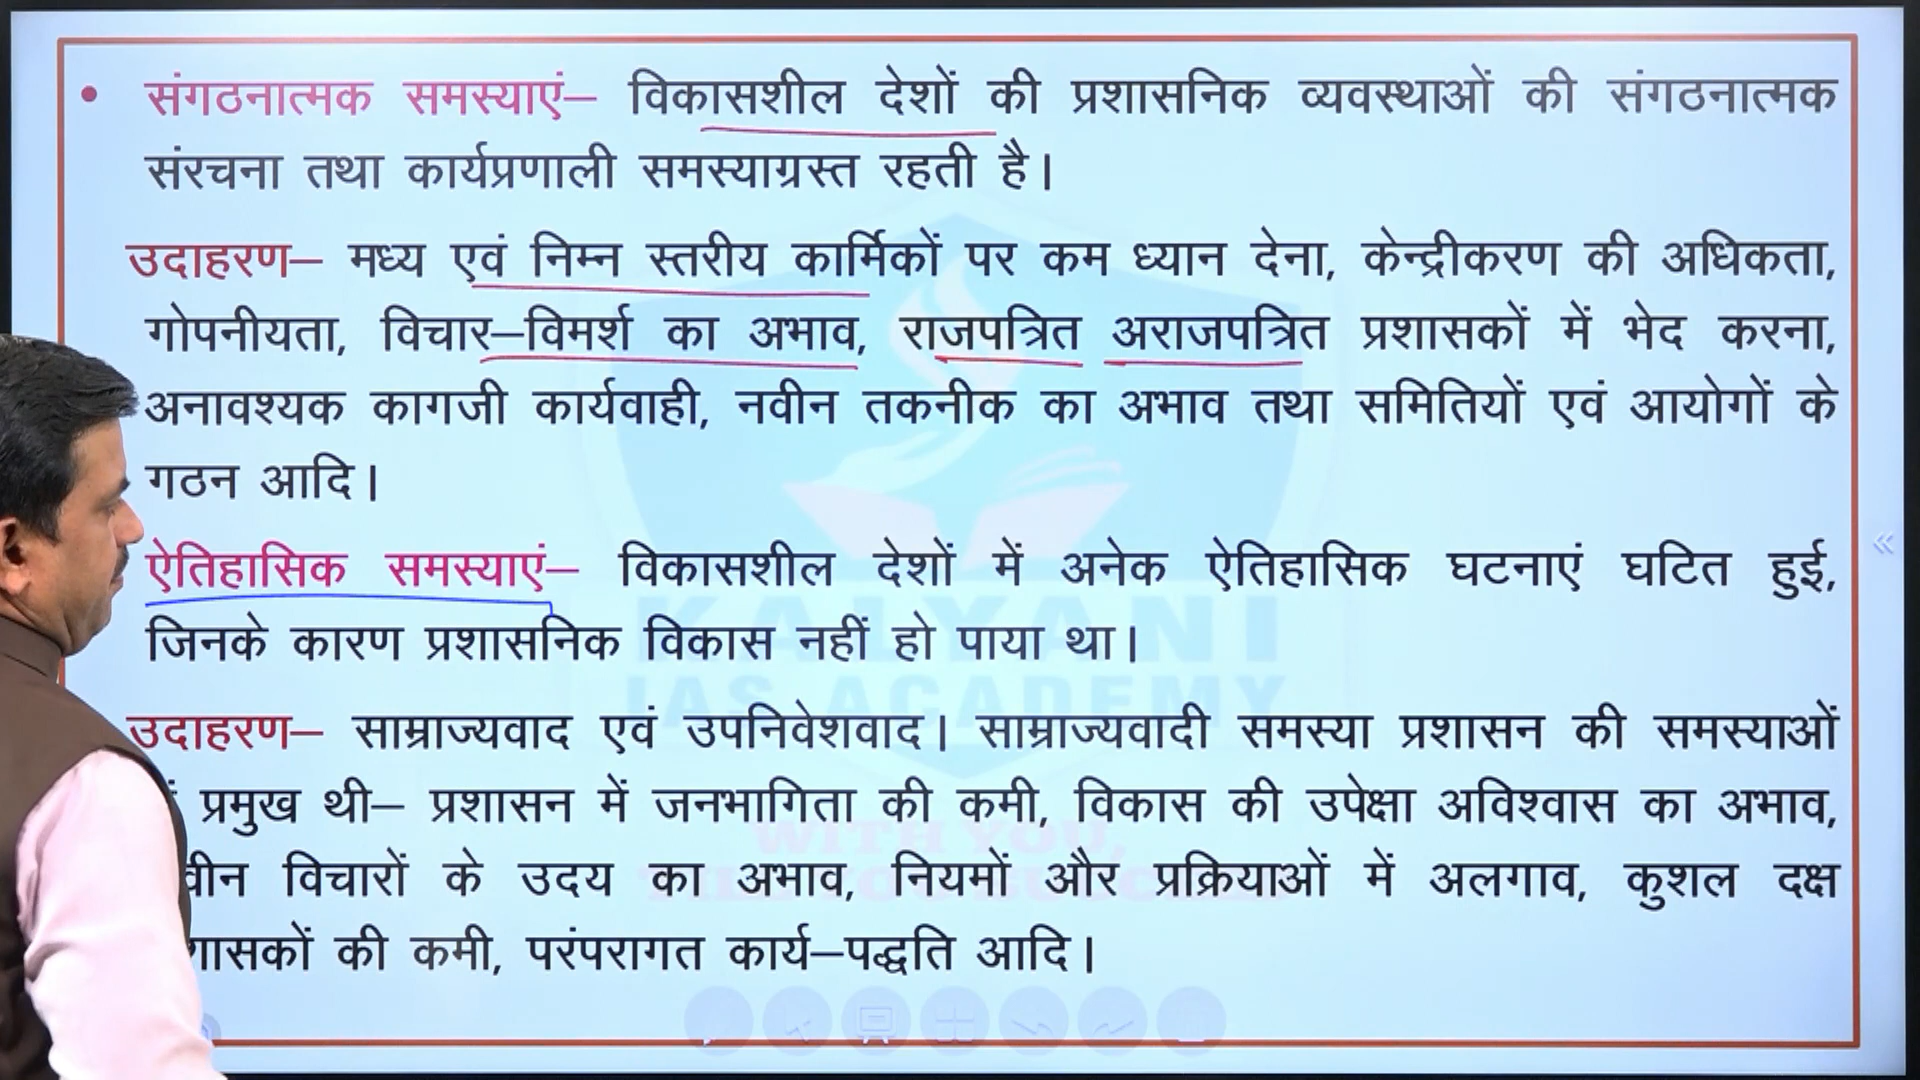 • संगठनात्मक समस्याएं– विकासशील देशों की प्रशासनिक व्यवस्थाओं की संगठनात्मक
संरचना तथा कार्यप्रणाली समस्याग्रस्त रहती है।
उदाहरण– मध्य एवं निम्न स्तरीय कार्मिकों पर कम ध्यान देना, केन्द्रीकरण की अधिकता,
गोपनीयता, विचार–विमर्श का अभाव, राजपत्रित अराजपत्रित प्रशासकों में भेद करना,
अनावश्यक कागजी कार्यवाही, नवीन तकनीक का अभाव तथा समितियों एवं आयोगों के
गठन आदि।
ऐतिहासिक समस्याएं– विकासशील देशों में अनेक ऐतिहासिक घटनाएं घटित हुई,
जिनके कारण प्रशासनिक विकास नहीं हो पाया था।
उदाहरण– साम्राज्यवाद एवं उपनिवेशवाद। साम्राज्यवादी समस्या प्रशासन की समस्याओं
प्रमुख थी– प्रशासन में जनभागिता की कमी, विकास की उपेक्षा अविश्वास का अभाव,
विचारों के उदय का अभाव, नियमों और प्रक्रियाओं में अलगाव, कुशल दक्ष
की कमी, परंपरागत कार्य–पद्धति आदि।
KALYANI
IAS ACADEMY
WITH YOU,